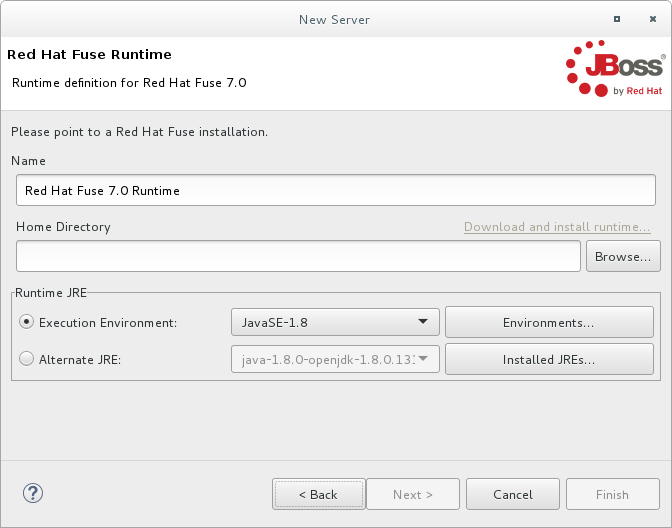 New Server
Red Hat Fuse Runtime
Runtime definition for Red Hat Fuse 7.0
JBoss®
by Red Hat
Please point to a Red Hat Fuse installation.
Name
Red Hat Fuse 7.0 Runtime
Home Directory
Download and install runtime...
Browse...
Runtime JRE
Execution Environment:
JavaSE-1.8
Environments...
Alternate JRE:
java-1.8.0-openjdk-1.8.0.131
Installed JREs...
?
< Back
Next >
Cancel
Finish